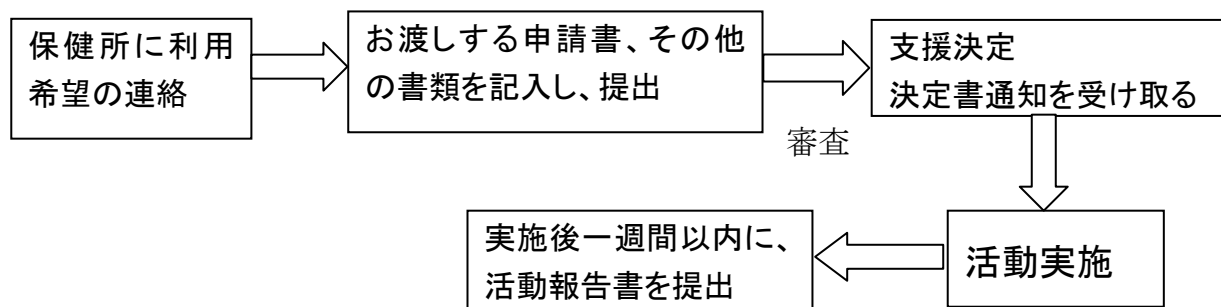 保健所に利用
希望の連絡
お渡しする申請書、その他
の書類を記入し、提出
審査
支援決定
決定書通知を受け取る
活動実施
実施後一週間以内に、
活動報告書を提出